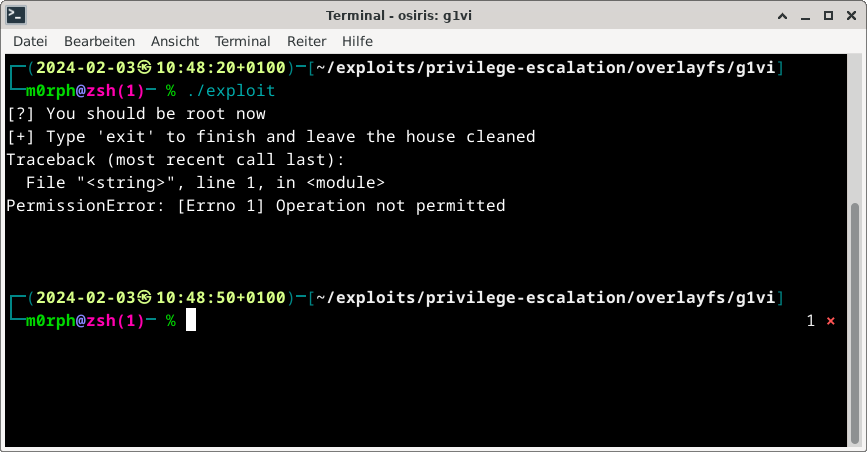 Terminal - osiris: g1vi
Datei Bearbeiten Ansicht Terminal Reiter Hilfe
┌─(2024-02-03㉿10:48:20+0100)─[~/exploits/privilege-escalation/overlayfs/g1vi]
└─m0rph@zsh(1)─ % ./exploit
[?] You should be root now
[+] Type 'exit' to finish and leave the house cleaned
Traceback (most recent call last):
  File "<string>", line 1, in <module>
PermissionError: [Errno 1] Operation not permitted
┌─(2024-02-03㉿10:48:50+0100)─[~/exploits/privilege-escalation/overlayfs/g1vi]
└─m0rph@zsh(1)─ % 1 ×